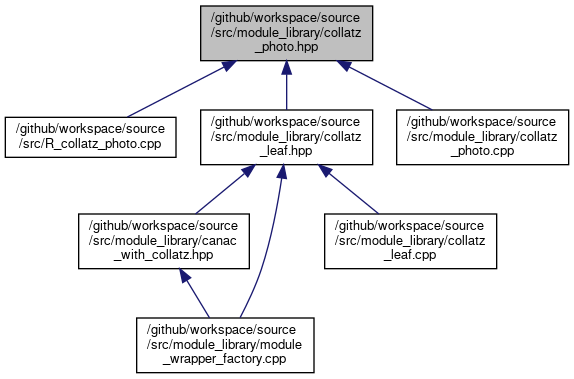 /github/workspace/source
/src/module_library/collatz
_photo.hpp
/github/workspace/source
/src/R_collatz_photo.cpp
/github/workspace/source
/src/module_library/collatz
_leaf.hpp
/github/workspace/source
/src/module_library/collatz
_photo.cpp
/github/workspace/source
/src/module_library/canac
_with_collatz.hpp
/github/workspace/source
/src/module_library/collatz
_leaf.cpp
/github/workspace/source
/src/module_library/module
_wrapper_factory.cpp